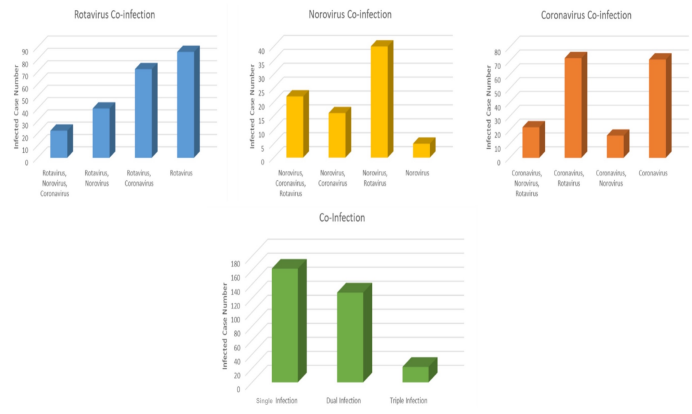 Rotavirus Co-infection
Infected Case Number
90
80
70
60
50
40
30
20
10
0
Rotavirus,
Norovirus,
Coronavirus
Rotavirus,
Norovirus
Rotavirus,
Coronavirus
Rotavirus
Norovirus Co-infection
Infected Case Number
40
35
30
25
20
15
10
5
0
Norovirus,
Coronavirus,
Rotavirus
Norovirus,
Coronavirus
Norovirus,
Rotavirus
Norovirus
Coronavirus Co-infection
Infected Case Number
80
70
60
50
40
30
20
10
0
Coronavirus,
Norovirus,
Rotavirus
Coronavirus,
Rotavirus
Coronavirus,
Norovirus
Coronavirus
Co-Infection
Infected Case Number
180
160
140
120
100
80
60
40
20
0
Single Infection
Dual Infection
Triple Infection